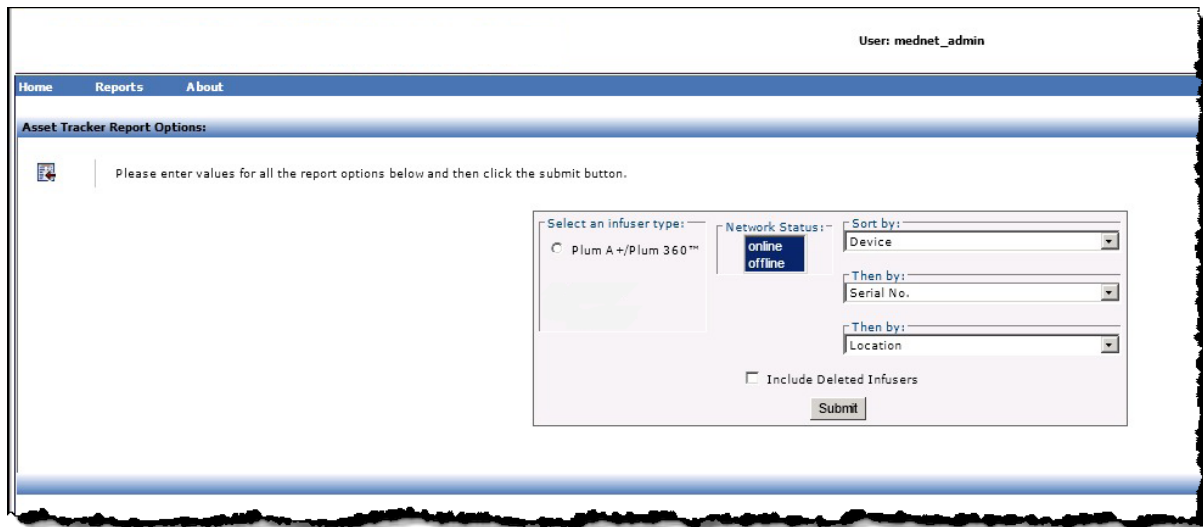 User: mednet_admin
Home Reports About
Asset Tracker Report Options:
Please enter values for all the report options below and then click the submit button.
Select an infuser type:
Plum A+/Plum 360™
Network Status:
online
offline
Sort by:
Device
Then by:
Serial No.
Then by:
Location
Include Deleted Infusers
Submit